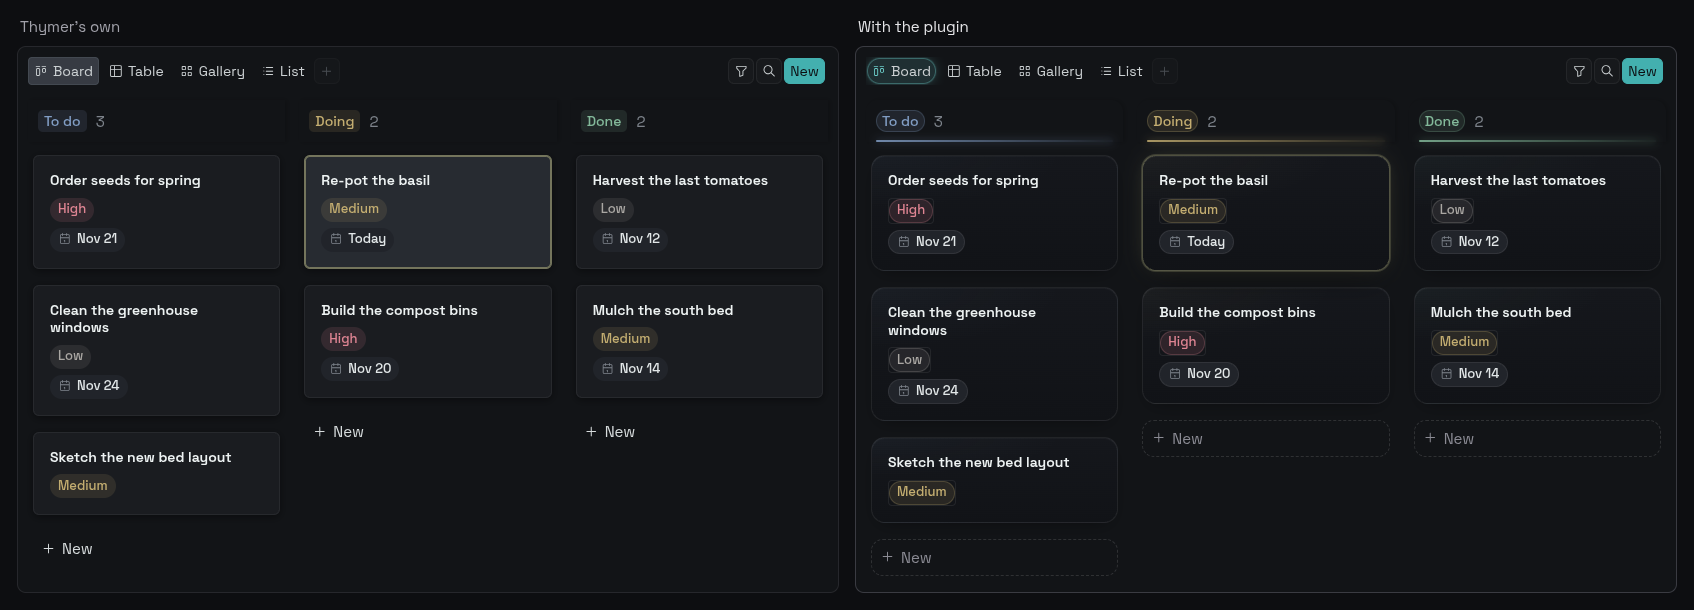 Thymer's own
Board Table Gallery List + New
To do 3
Order seeds for spring
High
Nov 21
Clean the greenhouse
windows
Low
Nov 24
Sketch the new bed layout
Medium
+ New
Doing 2
Re-pot the basil
Medium
Today
Build the compost bins
High
Nov 20
+ New
Done 2
Harvest the last tomatoes
Low
Nov 12
Mulch the south bed
Medium
Nov 14
+ New
With the plugin
Board Table Gallery List + New
To do 3
Order seeds for spring
High
Nov 21
Clean the greenhouse
windows
Low
Nov 24
Sketch the new bed layout
Medium
+ New
Doing 2
Re-pot the basil
Medium
Today
Build the compost bins
High
Nov 20
+ New
Done 2
Harvest the last tomatoes
Low
Nov 12
Mulch the south bed
Medium
Nov 14
+ New